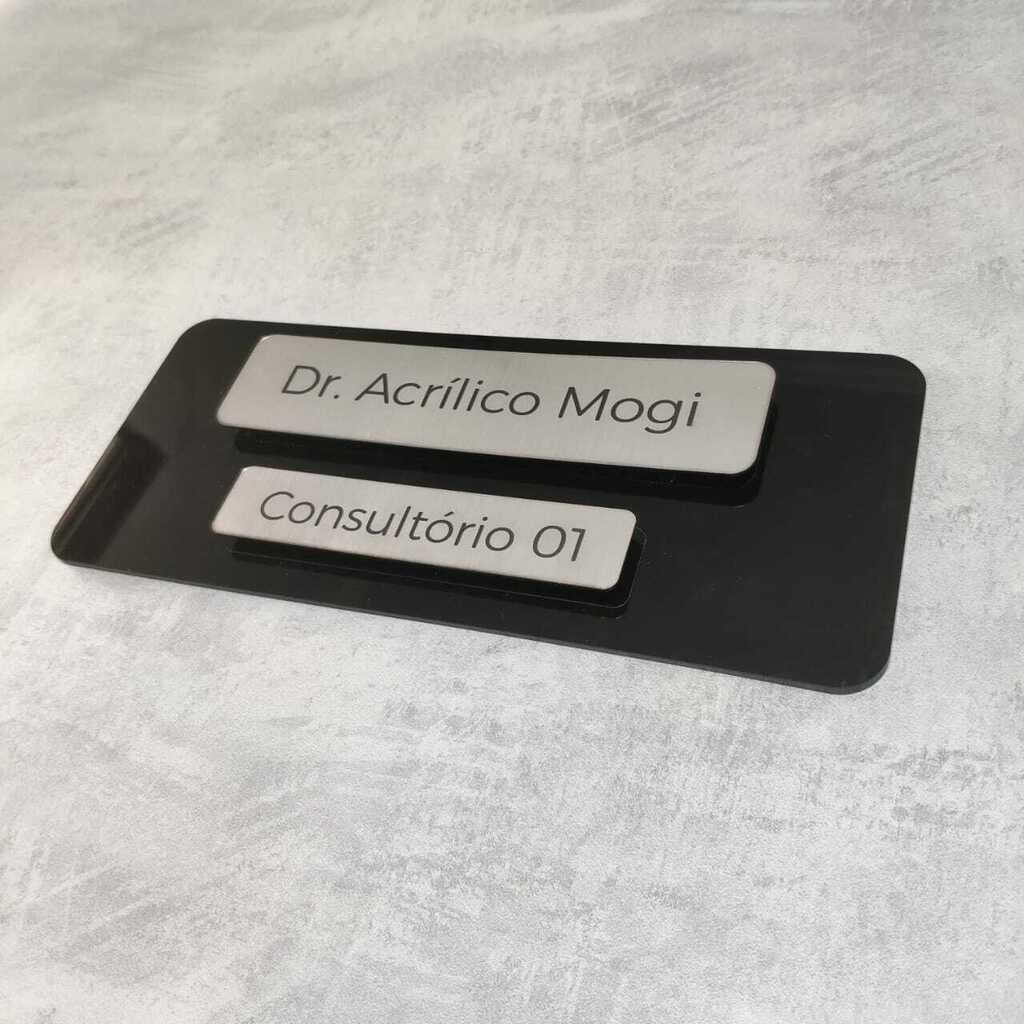 Dr. Acrílico Mogi
Consultório 01